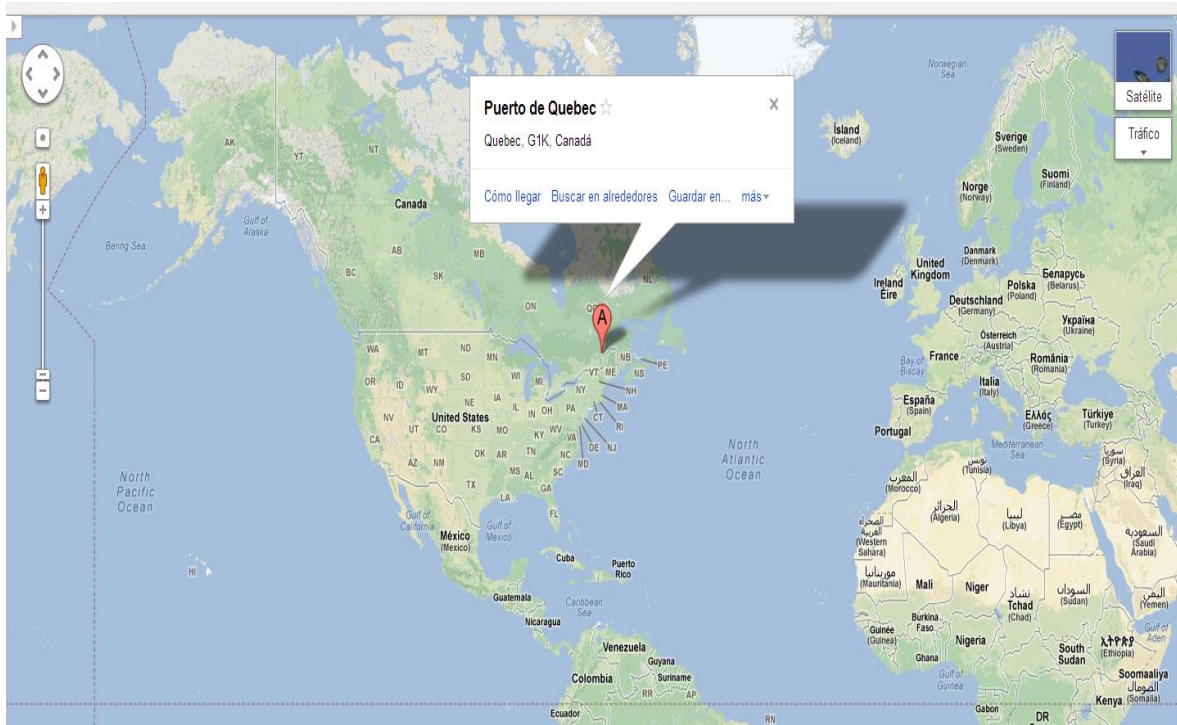 Puerto de Quebec
Quebec, G1K, Canadá
Cómo llegar Buscar en alrededores Guardar en... más
Satélite
Tráfico
A
Norwegian
Sea
Ísland
(Iceland)
Sverige
(Sweden)
Suomi
(Finland)
Norge
(Norway)
AK
YT
NT
Canada
Gulf of
Alaska
Bering Sea
AB
MB
SK
BC
NL
ON
United
Kingdom
Danmark
(Denmark)
Ireland
Éire
Polska
(Poland)
Беларусь
(Belarus)
Deutschland
(Germany)
Україна
(Ukraine)
Österreich
(Austria)
Bay of
Biscay
France
România
(Romania)
Italia
(Italy)
España
(Spain)
Ελλάς
(Greece)
Türkiye
(Turkey)
Portugal
Mediterranean
Sea
WA
MT
ND
MN
NB
PE
VT
ME
NS
OR
ID
WY
SD
WI
MI
NY
NH
NE
IA
IL
IN
OH
PA
MA
CT
RI
NV
UT
United States
CO
KS
MO
KY
WV
VA
DE
NJ
MD
CA
AZ
NM
OK
AR
TN
NC
SC
MS
AL
GA
TX
LA
FL
North
Pacific
Ocean
North
Atlantic
Ocean
Gulf of
California
Gulf of
Mexico
México
(Mexico)
HI
Cuba
Puerto
Rico
Guatemala
Caribbean
Sea
Nicaragua
Venezuela
Guyana
Suriname
Colombia
RR
AP
Ecuador
RN
تونس
(Tunisia)
سوريا
(Syria)
العراق
(Iraq)
المغرب
(Morocco)
الجزائر
(Algeria)
ليبيا
(Libya)
مصر
(Egypt)
السعودية
(Saudi
Arabia)
الصحراء
الغربية
(Western
Sahara)
موريتانيا
(Mauritania)
Mali
Niger
تشاد
Tchad
(Chad)
السودان
(Sudan)
اليمن
(Yemen)
Burkina
Faso
Guinée
(Guinea)
Nigeria
Ghana
South
Sudan
ኢትዮጵያ
(Ethiopia)
Gulf of
Aden
Gulf of
Guinea
Soomaaliya
الصومال
(Somalia)
Kenya
Gabon
DR